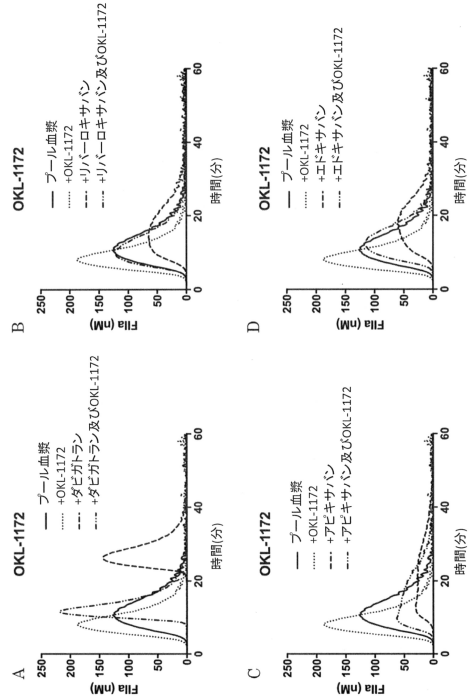 A
OKL-1172
プール血漿
+OKL-1172
+ダビガトラン
+ダビガトラン及びOKL-1172
FIIa (nM)
250
200
150
100
50
0
0
20
40
60
時間(分)
B
OKL-1172
プール血漿
+OKL-1172
+リバーロキサバン
+リバーロキサバン及びOKL-1172
FIIa (nM)
250
200
150
100
50
0
0
20
40
60
時間(分)
C
OKL-1172
プール血漿
+OKL-1172
+アピキサバン
+アピキサバン及びOKL-1172
FIIa (nM)
250
200
150
100
50
0
0
20
40
60
時間(分)
D
OKL-1172
プール血漿
+OKL-1172
+エドキサバン
+エドキサバン及びOKL-1172
FIIa (nM)
250
200
150
100
50
0
0
20
40
60
時間(分)